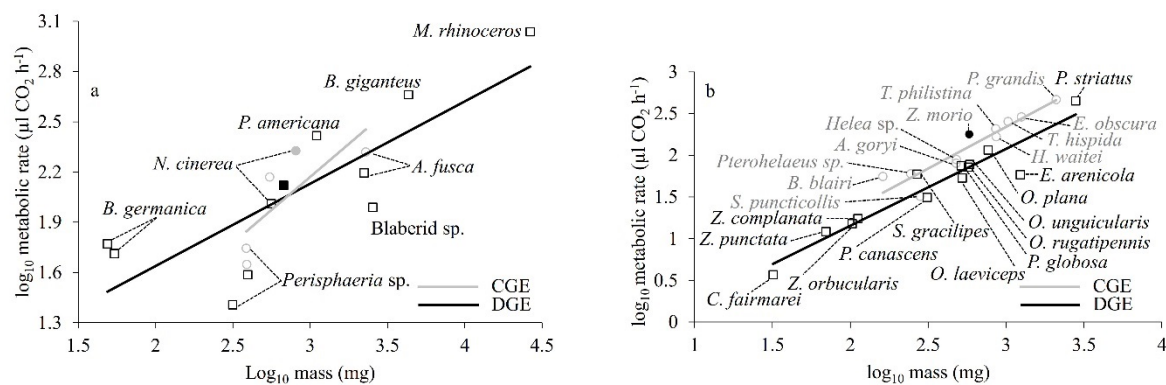 3.1
2.8
2.5
2.2
1.9
1.6
1.3
log10 metabolic rate (µl CO2 h-1)
a
M. rhinoceros
B. giganteus
P. americana
N. cinerea
A. fusca
B. germanica
Blaberid sp.
Perisphaeria sp.
CGE
DGE
1.5 2 2.5 3 3.5 4 4.5
Log10 mass (mg)
3
2.5
2
1.5
1
0.5
0
log10 metabolic rate (µl CO2 h-1)
b
P. grandis
P. striatus
T. philistina
Z. morio
Helea sp.
E. obscura
A. goryi
T. hispida
Pterohelaeus sp.
H. waitei
B. blairi
E. arenicola
S. puncticollis
O. plana
Z. complanata
O. unguicularis
Z. punctata
S. gracilipes
O. rugatipennis
P. canascens
P. globosa
Z. orbucularis
O. laeviceps
C. fairmarei
CGE
DGE
1 1.5 2 2.5 3 3.5 4
log10 mass (mg)